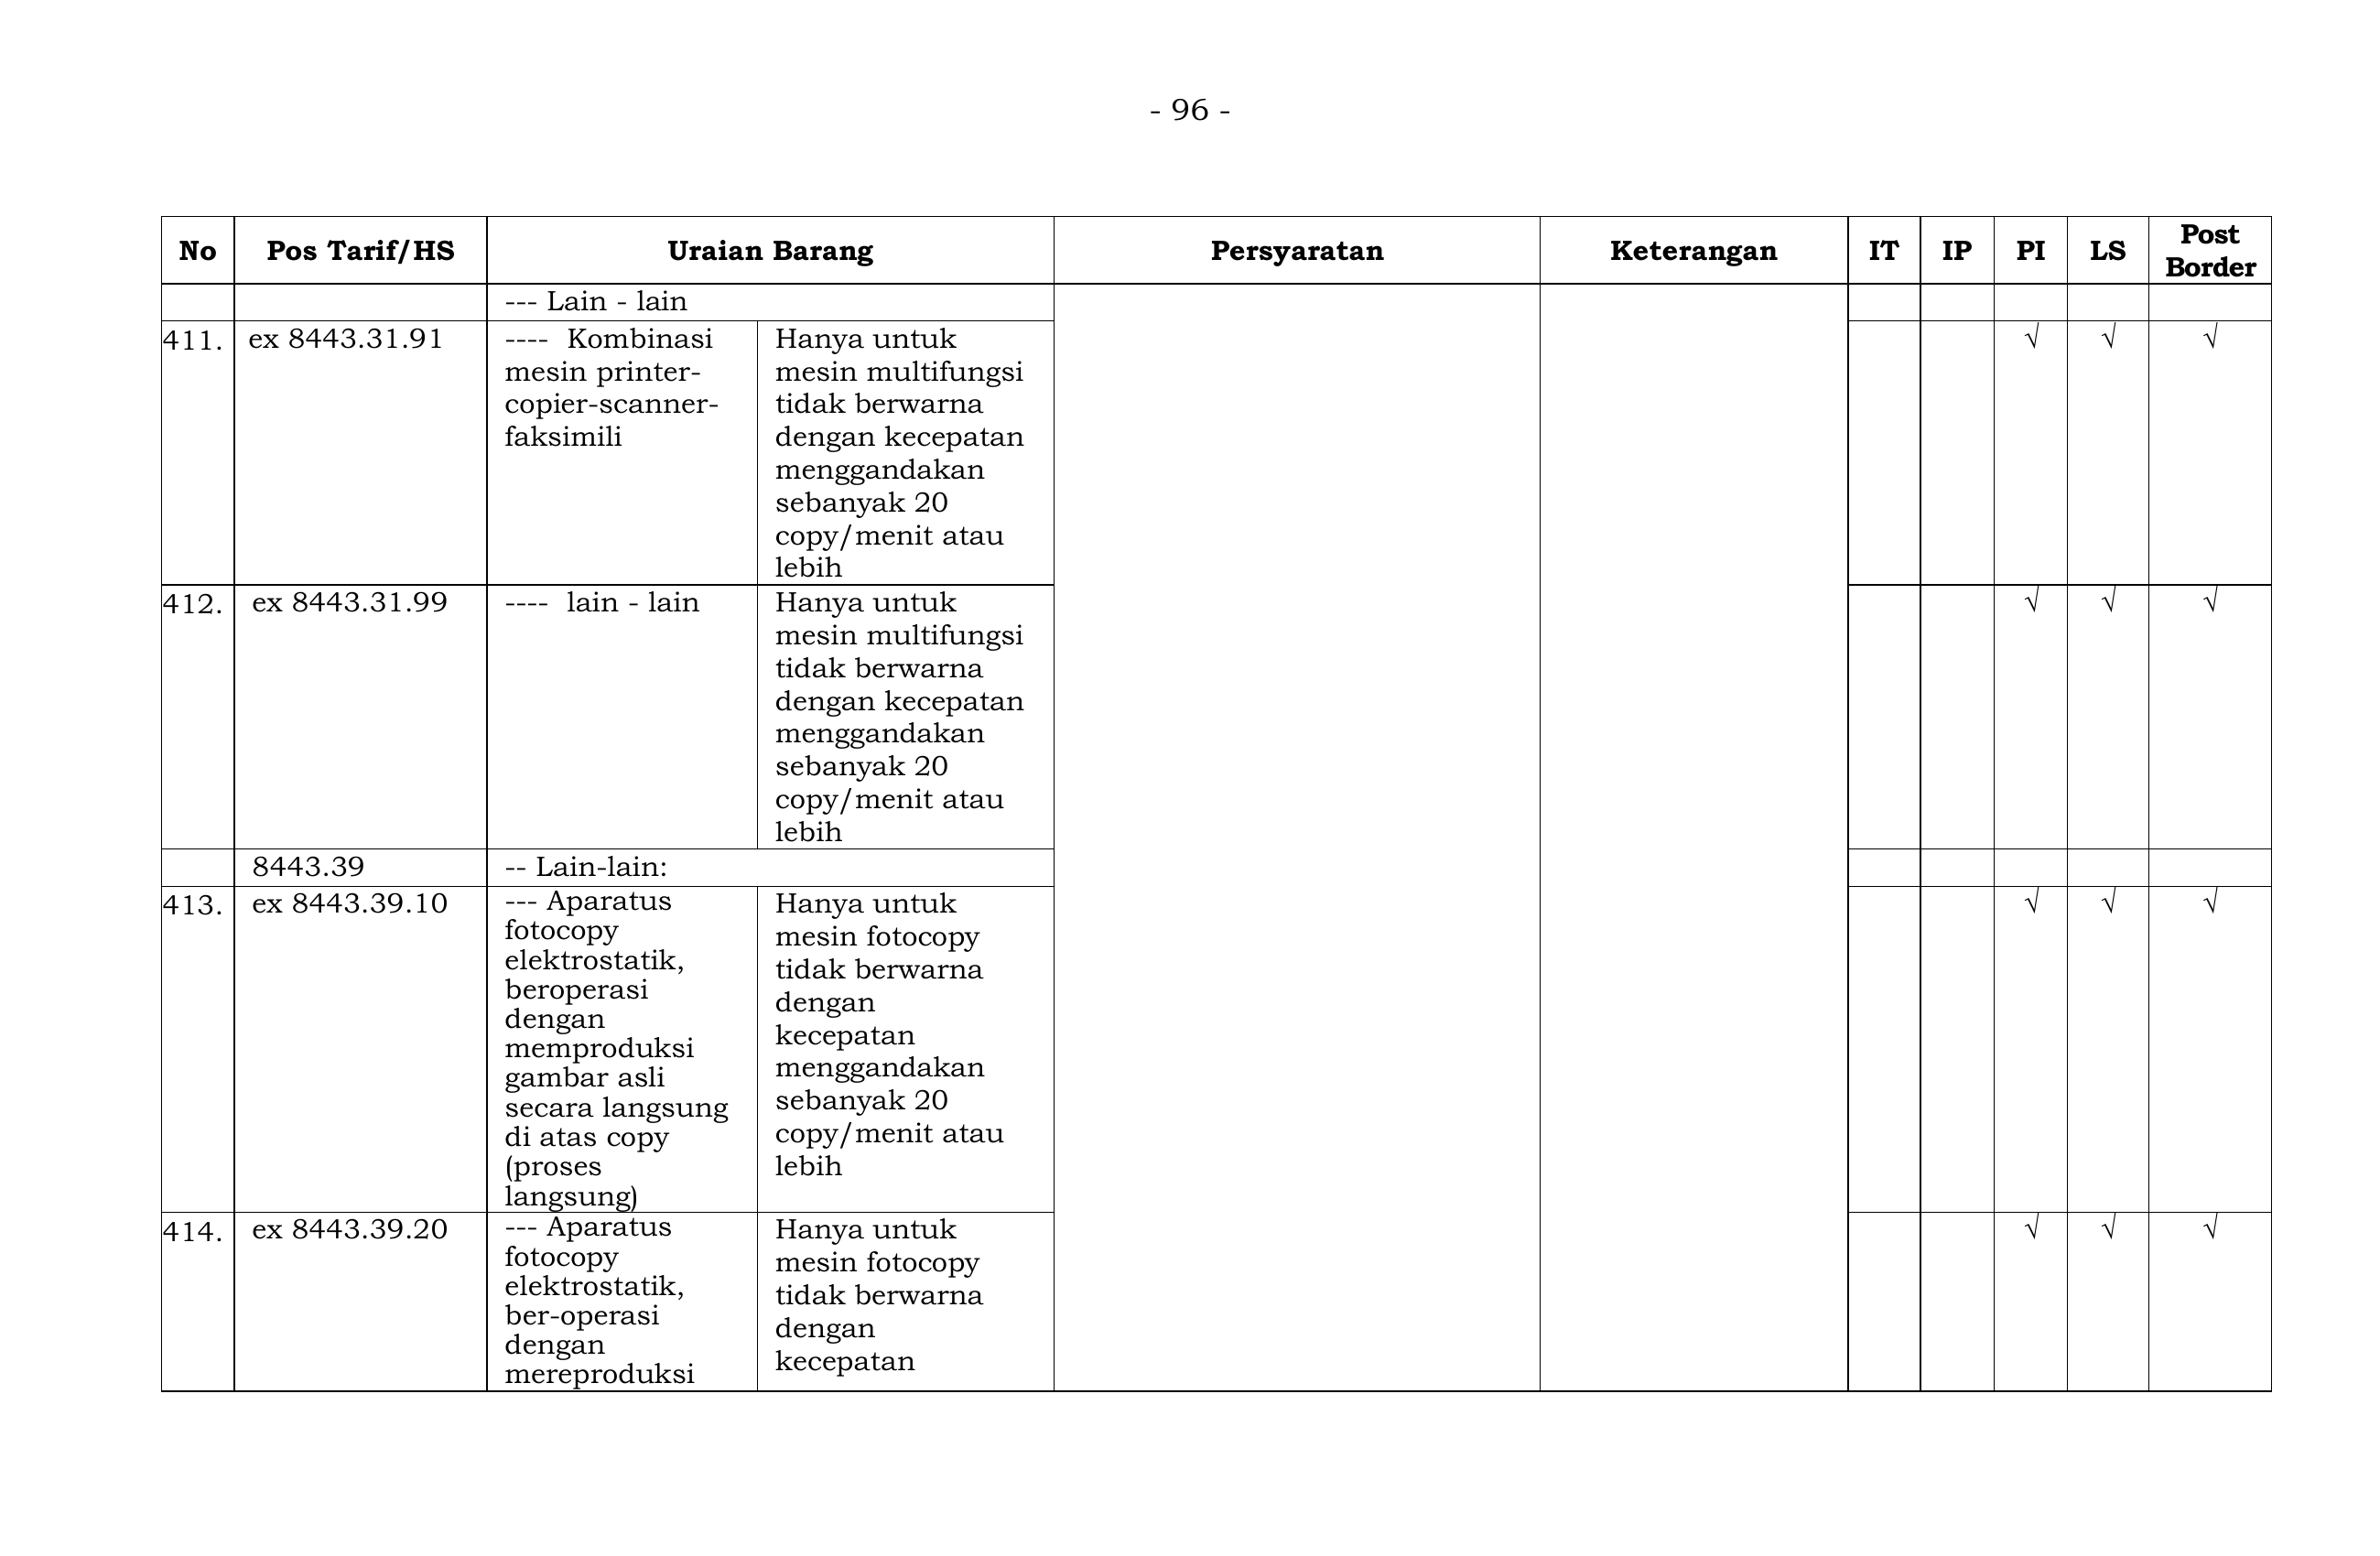 - 96 -
No Pos Tarif/HS Uraian Barang Persyaratan Keterangan IT IP PI LS Post Border
--- Lain - lain
411. ex 8443.31.91 ---- Kombinasi Hanya untuk √ √ √
mesin printer- mesin multifungsi
copier-scanner- tidak berwarna
faksimili dengan kecepatan
menggandakan
sebanyak 20
copy/menit atau
lebih
412. ex 8443.31.99 ---- lain - lain Hanya untuk √ √ √
mesin multifungsi
tidak berwarna
dengan kecepatan
menggandakan
sebanyak 20
copy/menit atau
lebih
8443.39 -- Lain-lain:
413. ex 8443.39.10 --- Aparatus Hanya untuk √ √ √
fotocopy mesin fotocopy
elektrostatik, tidak berwarna
beroperasi dengan
dengan kecepatan
memproduksi menggandakan
gambar asli sebanyak 20
secara langsung copy/menit atau
di atas copy lebih
(proses
langsung)
414. ex 8443.39.20 --- Aparatus Hanya untuk √ √ √
fotocopy mesin fotocopy
elektrostatik, tidak berwarna
ber-operasi dengan
dengan kecepatan
mereproduksi